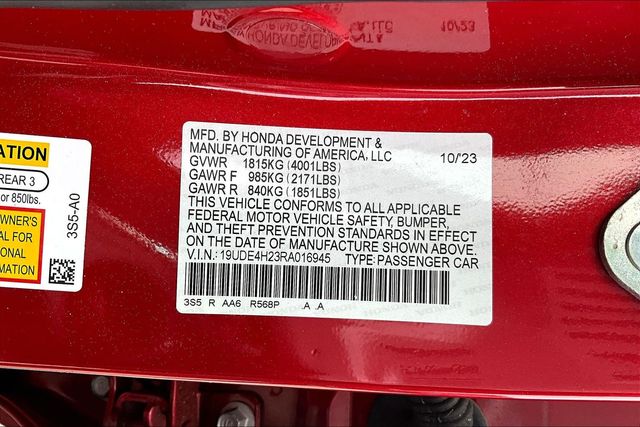 MFD. BY HONDA DEVELOPMENT &
MANUFACTURING OF AMERICA, LLC 10/'23
GVWR 1815KG (4001LBS)
GAWR F 985KG (2171LBS)
GAWR R 840KG (1851LBS)
THIS VEHICLE CONFORMS TO ALL APPLICABLE
FEDERAL MOTOR VEHICLE SAFETY, BUMPER,
AND THEFT PREVENTION STANDARDS IN EFFECT
ON THE DATE OF MANUFACTURE SHOWN ABOVE.
V.I.N.: 19UDE4H23RA016945 TYPE: PASSENGER CAR
3S5 R AA6 R568P .A .A
ATION
REAR 3
or 850lbs.
WNER'S
AL FOR
IONAL
MATION
3S5-A0